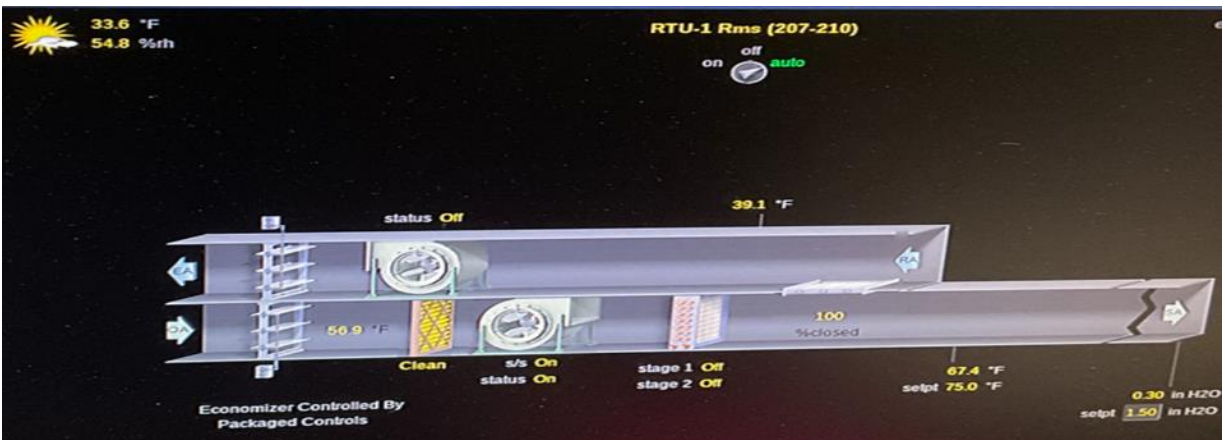 33.6 °F
54.8 %rh
RTU-1 Rms (207-210)
off
on auto
39.1 °F
status Off
EA
RA
OA
56.9 °F
100
%closed
SA
Clean
s/s On
status On
stage 1 Off
stage 2 Off
67.4 °F
setpt 75.0 °F
0.30 in H2O
setpt 1.50 in H2O
Economizer Controlled By
Packaged Controls